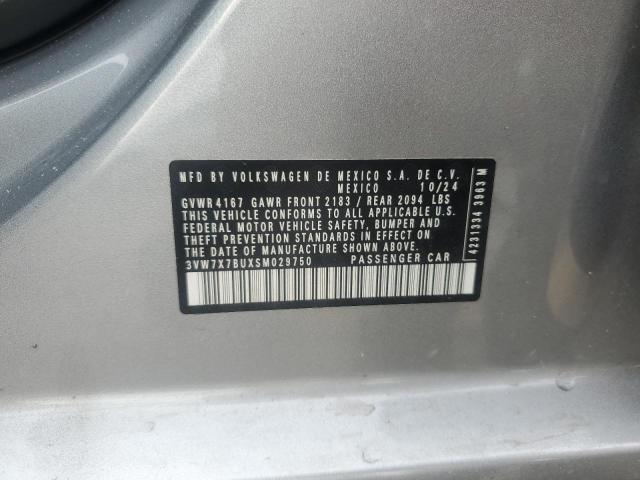 MFD BY VOLKSWAGEN DE MEXICO S.A. DE C.V.
MEXICO 10/24
GVWR 4167 GAWR FRONT 2183 / REAR 2094 LBS
THIS VEHICLE CONFORMS TO ALL APPLICABLE U.S.
FEDERAL MOTOR VEHICLE SAFETY, BUMPER AND
THEFT PREVENTION STANDARDS IN EFFECT ON
THE DATE OF MANUFACTURE SHOWN ABOVE.
3VW7X7BUXSM029750 PASSENGER CAR
4231334 3963 M